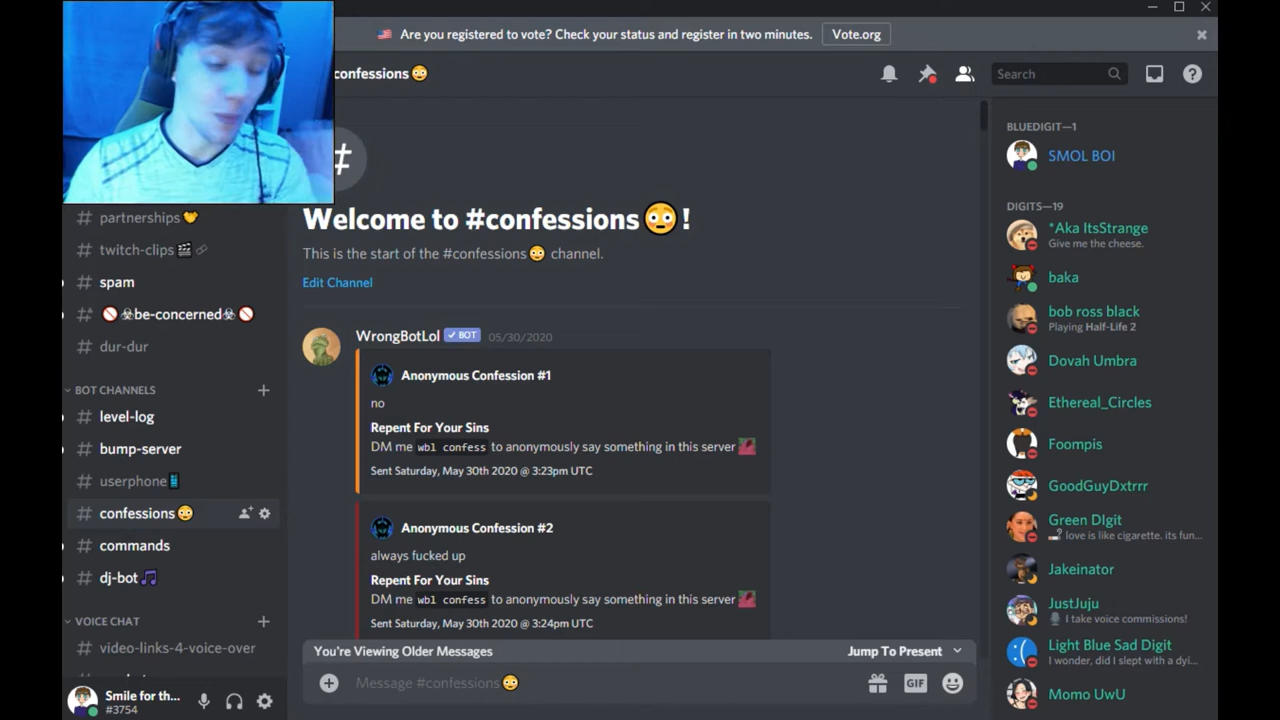 Are you registered to vote? Check your status and register in two minutes.
Vote.org
confessions😳
Search
partnerships
twitch-clips🎬🔗
spam
🚫☣be-concerned☣🚫
dur-dur
BOT CHANNELS
level-log
bump-server
userphone📱
confessions😳
commands
dj-bot🎵
VOICE CHAT
video-links-4-voice-over
Smile for th...
#3754
#
Welcome to #confessions😳!
This is the start of the #confessions😳 channel.
Edit Channel
WrongBotLol BOT 05/30/2020
Anonymous Confession #1
no
Repent For Your Sins
DM me wbl confess to anonymously say something in this server
Sent Saturday, May 30th 2020 @ 3:23pm UTC
Anonymous Confession #2
always fucked up
Repent For Your Sins
DM me wbl confess to anonymously say something in this server
Sent Saturday, May 30th 2020 @ 3:24pm UTC
You're Viewing Older Messages
Jump To Present
Message #confessions😳
GIF
BLUEDIGIT—1
SMOL BOI
DIGITS—19
*Aka ItsStrange
Give me the cheese.
baka
bob ross black
Playing Half-Life 2
Dovah Umbra
Ethereal_Circles
Foompis
GoodGuyDxtrrr
Green DIgit
🚬 love is like cigarette. its fun...
Jakeinator
JustJuju
🎙 I take voice commissions!
Light Blue Sad Digit
I wonder, did I slept with a dyi...
Momo UwU